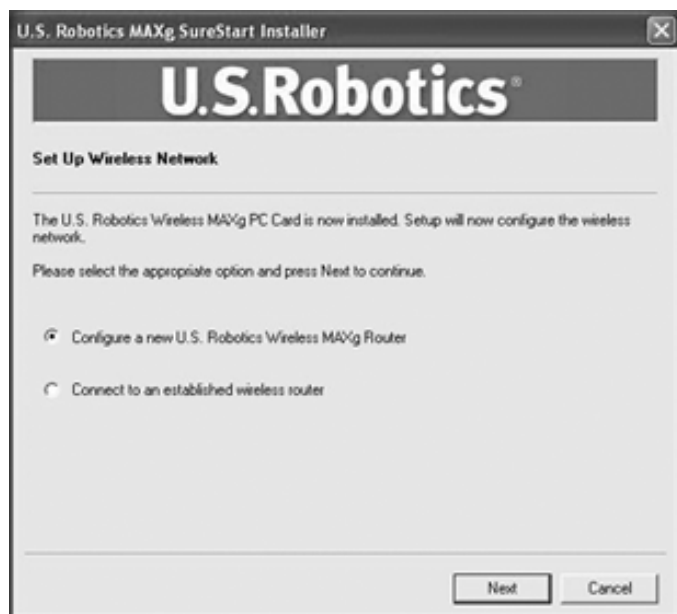 U.S. Robotics MAXg SureStart Installer
U.S.Robotics®
Set Up Wireless Network
The U.S. Robotics Wireless MAXg PC Card is now installed. Setup will now configure the wireless
network.
Please select the appropriate option and press Next to continue.
Configure a new U.S. Robotics Wireless MAXg Router
Connect to an established wireless router
Next Cancel